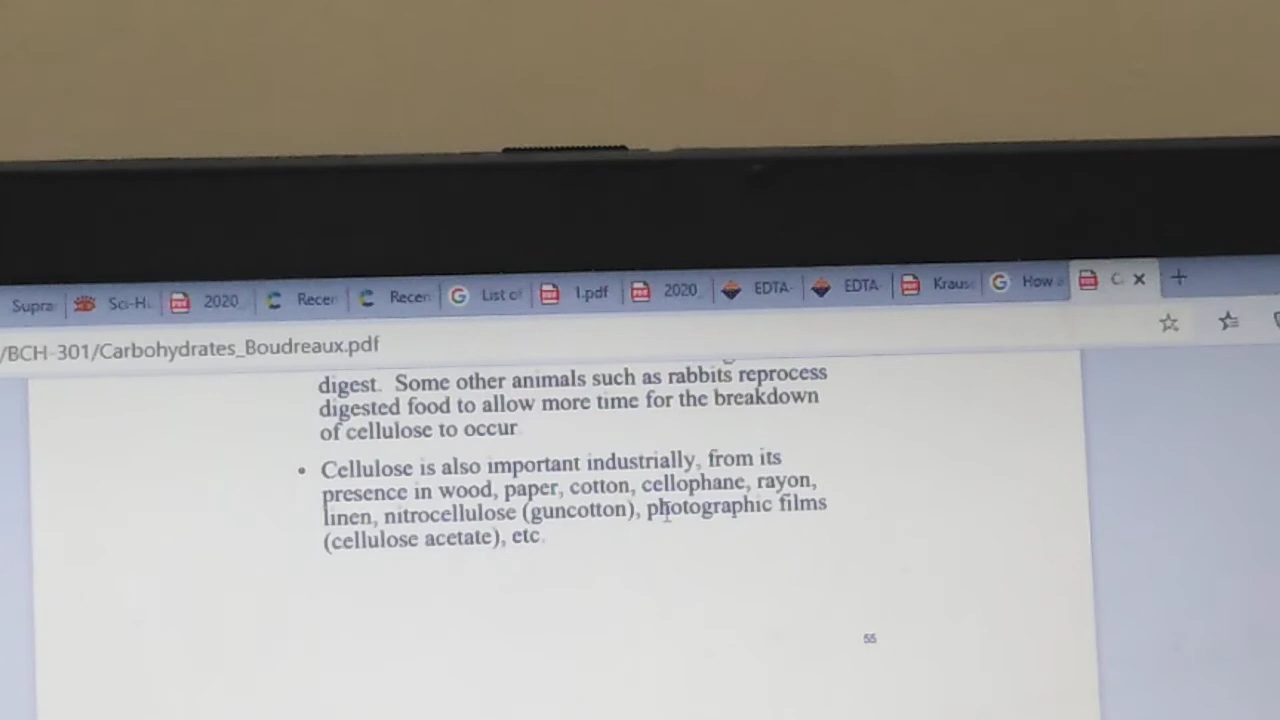 Supra Sci-H. 2020 Recen Recen List of 1.pdf 2020 EDTA- EDTA- Kraus How a C
/BCH-301/Carbohydrates_Boudreaux.pdf
digest. Some other animals such as rabbits reprocess
digested food to allow more time for the breakdown
of cellulose to occur
• Cellulose is also important industrially, from its
presence in wood, paper, cotton, cellophane, rayon,
linen, nitrocellulose (guncotton), photographic films
(cellulose acetate), etc.
55